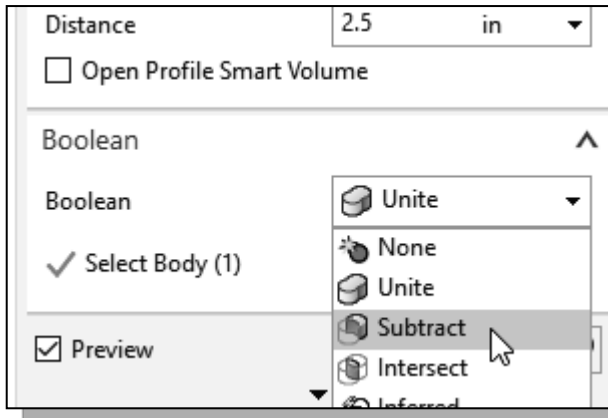 Distance 2.5 in
Open Profile Smart Volume
Boolean
Boolean Unite
Select Body (1)
None
Unite
Subtract
Preview
Intersect
Inferred